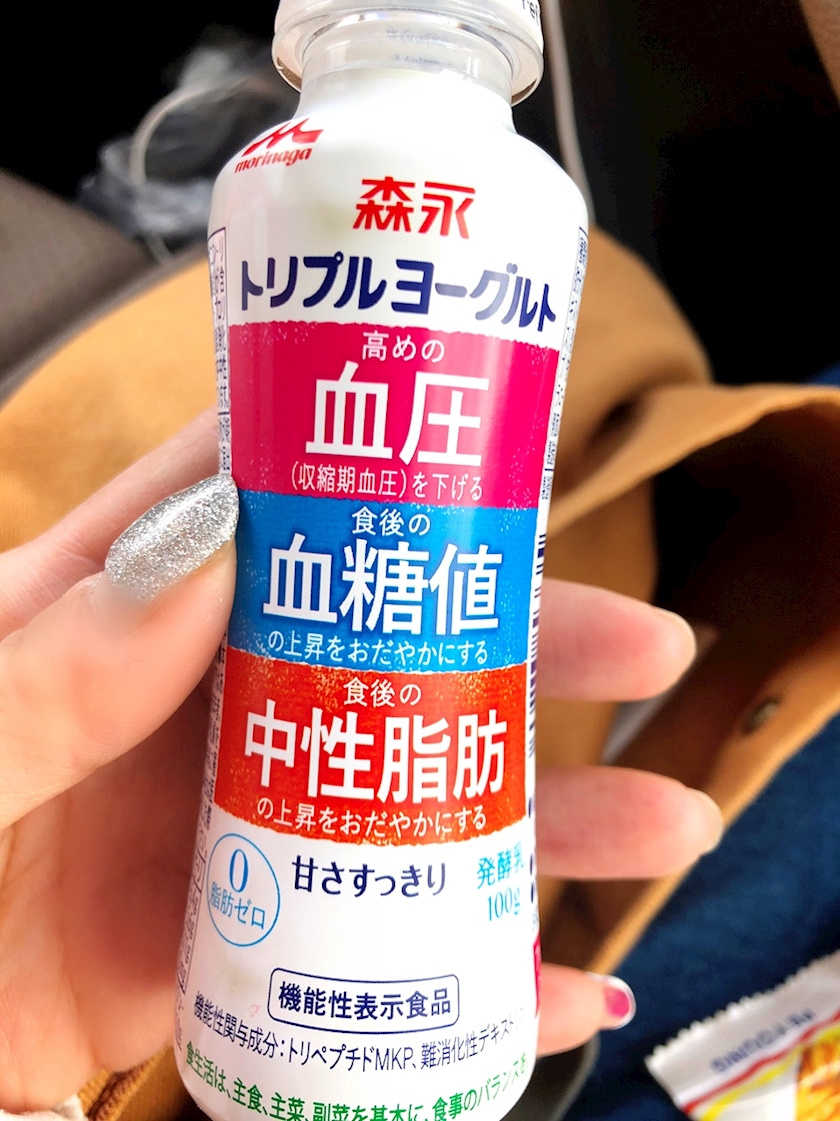 morinaga
森永
トリプルヨーグルト
高めの
血圧
(収縮期血圧)を下げる
食後の
血糖値
の上昇をおだやかにする
食後の
中性脂肪
の上昇をおだやかにする
0
脂肪ゼロ
甘さすっきり
発酵乳
100g
機能性表示食品
機能性関与成分:トリペプチドMKP、難消化性デキスト
食生活は、主食、主菜、副菜を基本に、食事のバランスを